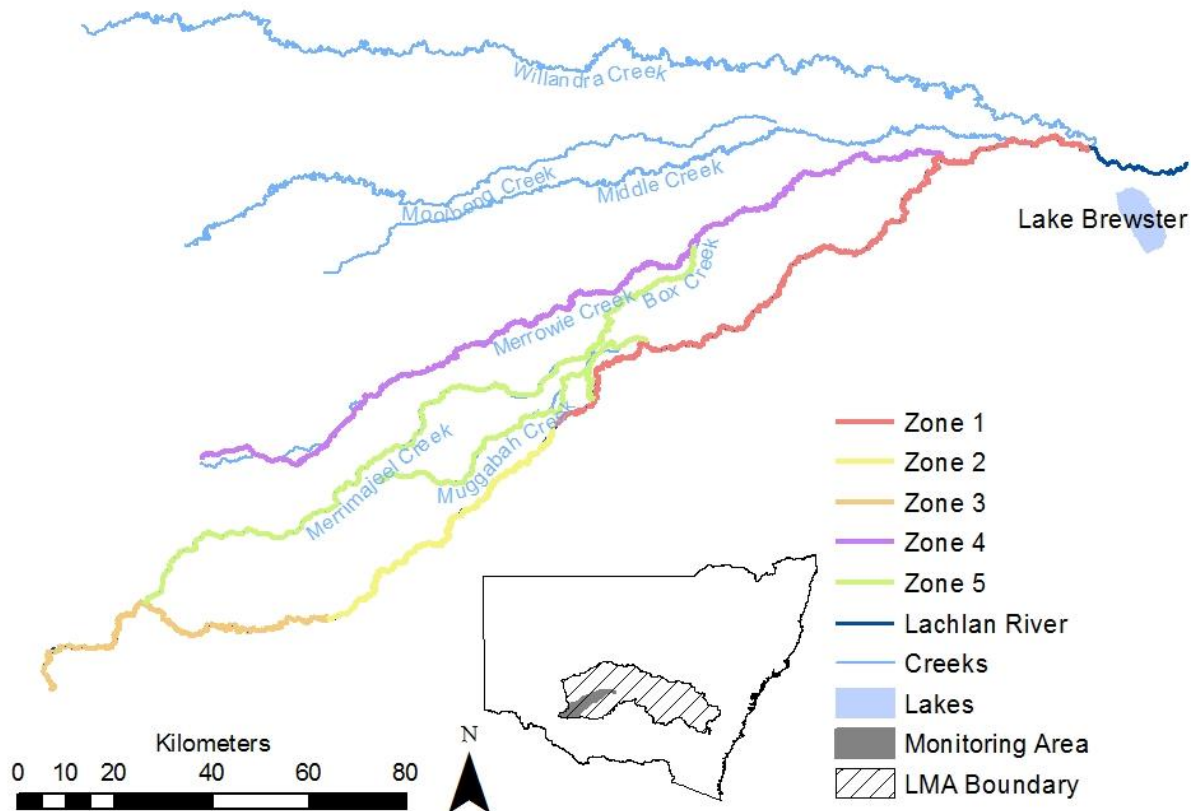 Willandra Creek
Moolbong Creek
Middle Creek
Lake Brewster
Box Creek
Merrowie Creek
Merrimajeel Creek
Muggabah Creek
Zone 1
Zone 2
Zone 3
Zone 4
Zone 5
Lachlan River
Creeks
Lakes
Monitoring Area
LMA Boundary
N
Kilometers
0 10 20 40 60 80